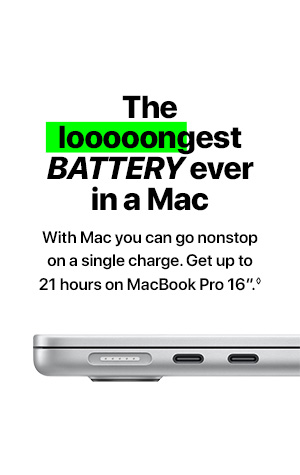 The
looooongest
BATTERY ever
in a Mac
With Mac you can go nonstop
on a single charge. Get up to
21 hours on MacBook Pro 16”.◊